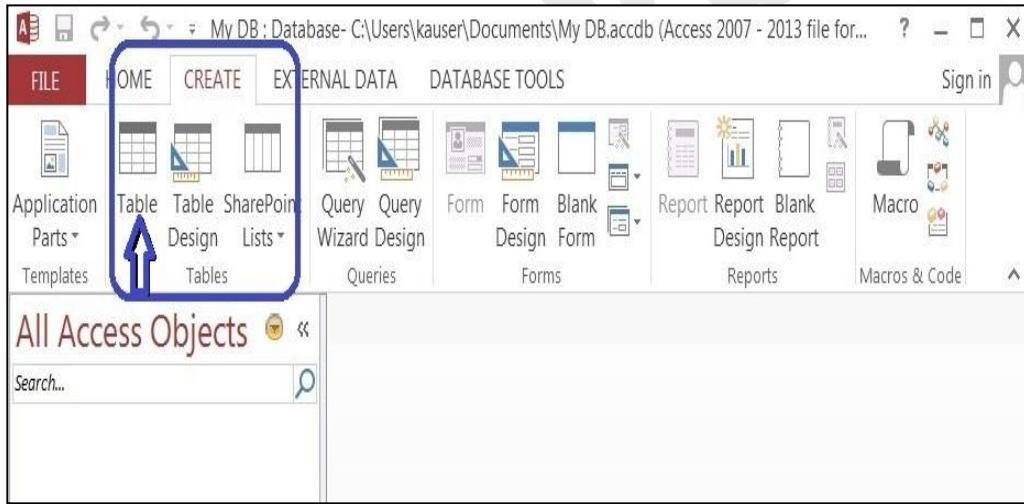 My DB : Database- C:\Users\kauser\Documents\My DB.accdb (Access 2007 - 2013 file for... ?
FILE HOME CREATE EXTERNAL DATA DATABASE TOOLS Sign in
Application Parts
Table
Table Design
SharePoint Lists
Query Wizard
Query Design
Form
Form Design
Blank Form
Report
Report Design
Blank Report
Macro
Templates Tables Queries Forms Reports Macros & Code
All Access Objects
Search...